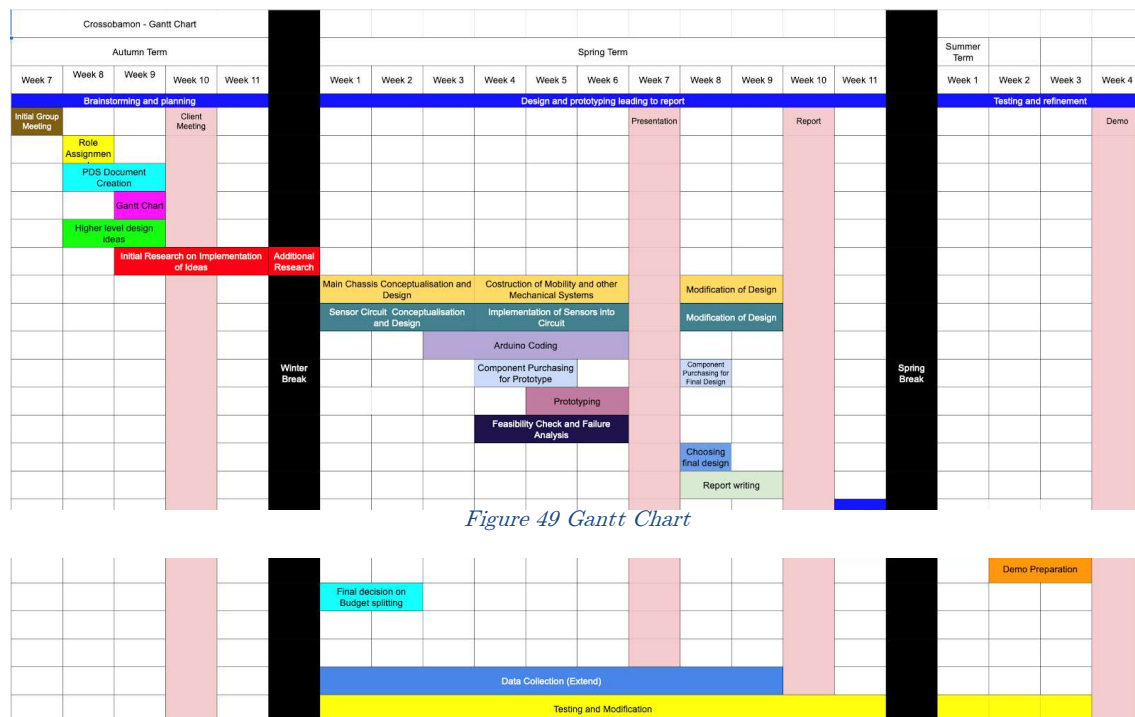 Crossobamon - Gantt Chart
Autumn Term
Spring Term
Summer
Term
Week 7 Week 8 Week 9 Week 10 Week 11 Week 1 Week 2 Week 3 Week 4 Week 5 Week 6 Week 7 Week 8 Week 9 Week 10 Week 11 Week 1 Week 2 Week 3 Week 4
Brainstorming and planning Design and prototyping leading to report Testing and refinement
Initial Group
Meeting
Client
Meeting
Presentation
Report
Demo
Role
Assignmen
PDS Document
Creation
Gantt Chart
Higher level design
ideas
Initial Research on Implementation
of Ideas
Additional
Research
Main Chassis Conceptualisation and
Design
Costruction of Mobility and other
Mechanical Systems
Modification of Design
Sensor Circuit Conceptualisation
and Design
Implementation of Sensors into
Circuit
Modification of Design
Arduino Coding
Winter
Break
Component Purchasing
for Prototype
Component
Purchasing for
Final Design
Spring
Break
Prototyping
Feasibility Check and Failure
Analysis
Choosing
final design
Report writing
Figure 49 Gantt Chart
Demo Preparation
Final decision on
Budget splitting
Data Collection (Extend)
Testing and Modification